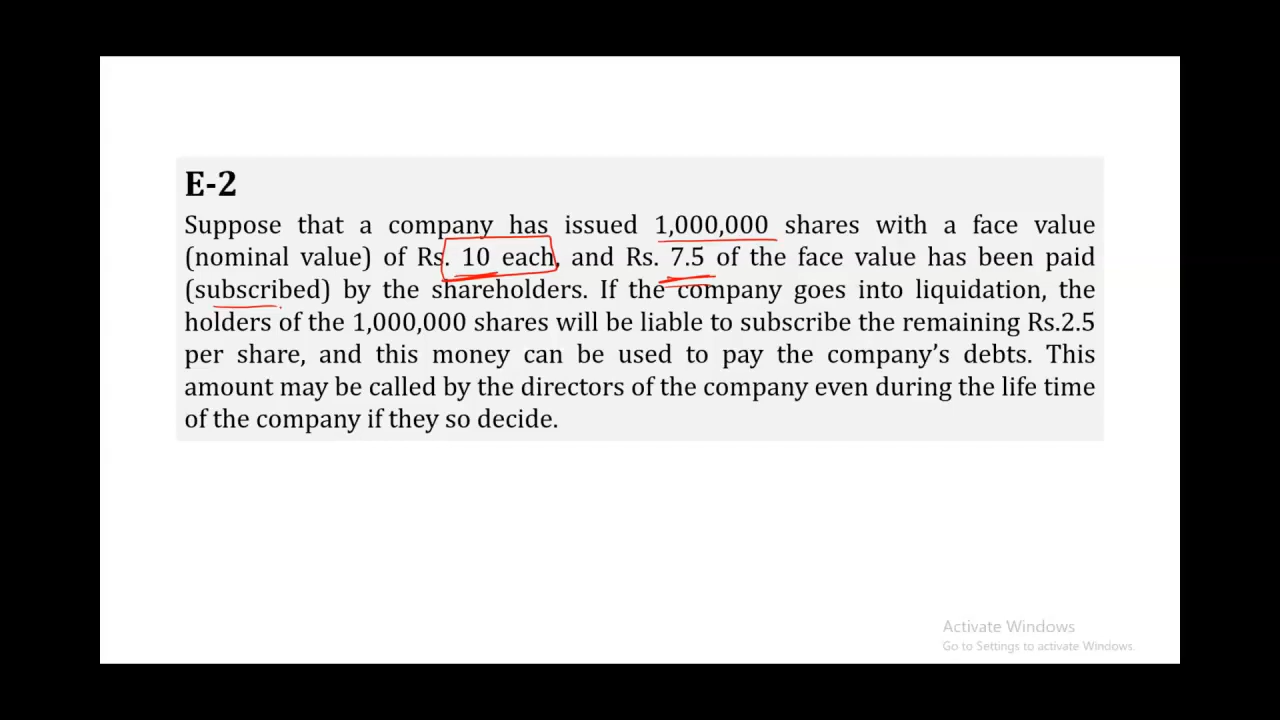 E-2
Suppose that a company has issued 1,000,000 shares with a face value
(nominal value) of Rs. 10 each, and Rs. 7.5 of the face value has been paid
(subscribed) by the shareholders. If the company goes into liquidation, the
holders of the 1,000,000 shares will be liable to subscribe the remaining Rs.2.5
per share, and this money can be used to pay the company’s debts. This
amount may be called by the directors of the company even during the life time
of the company if they so decide.
Activate Windows
Go to Settings to activate Windows.